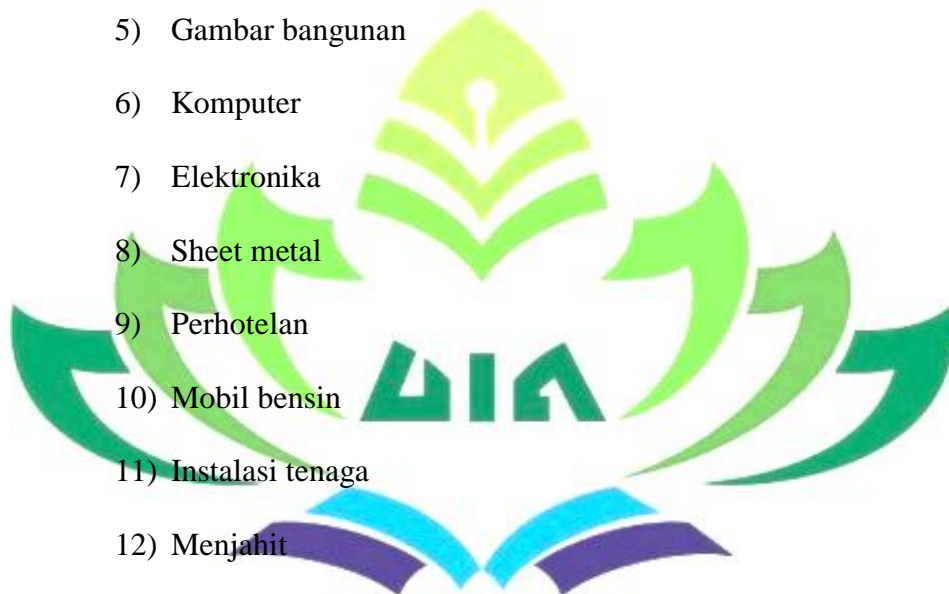 5) Gambar bangunan
6) Komputer
7) Elektronika
8) Sheet metal
9) Perhotelan
10) Mobil bensin
UIN
11) Instalasi tenaga
12) Menjahit